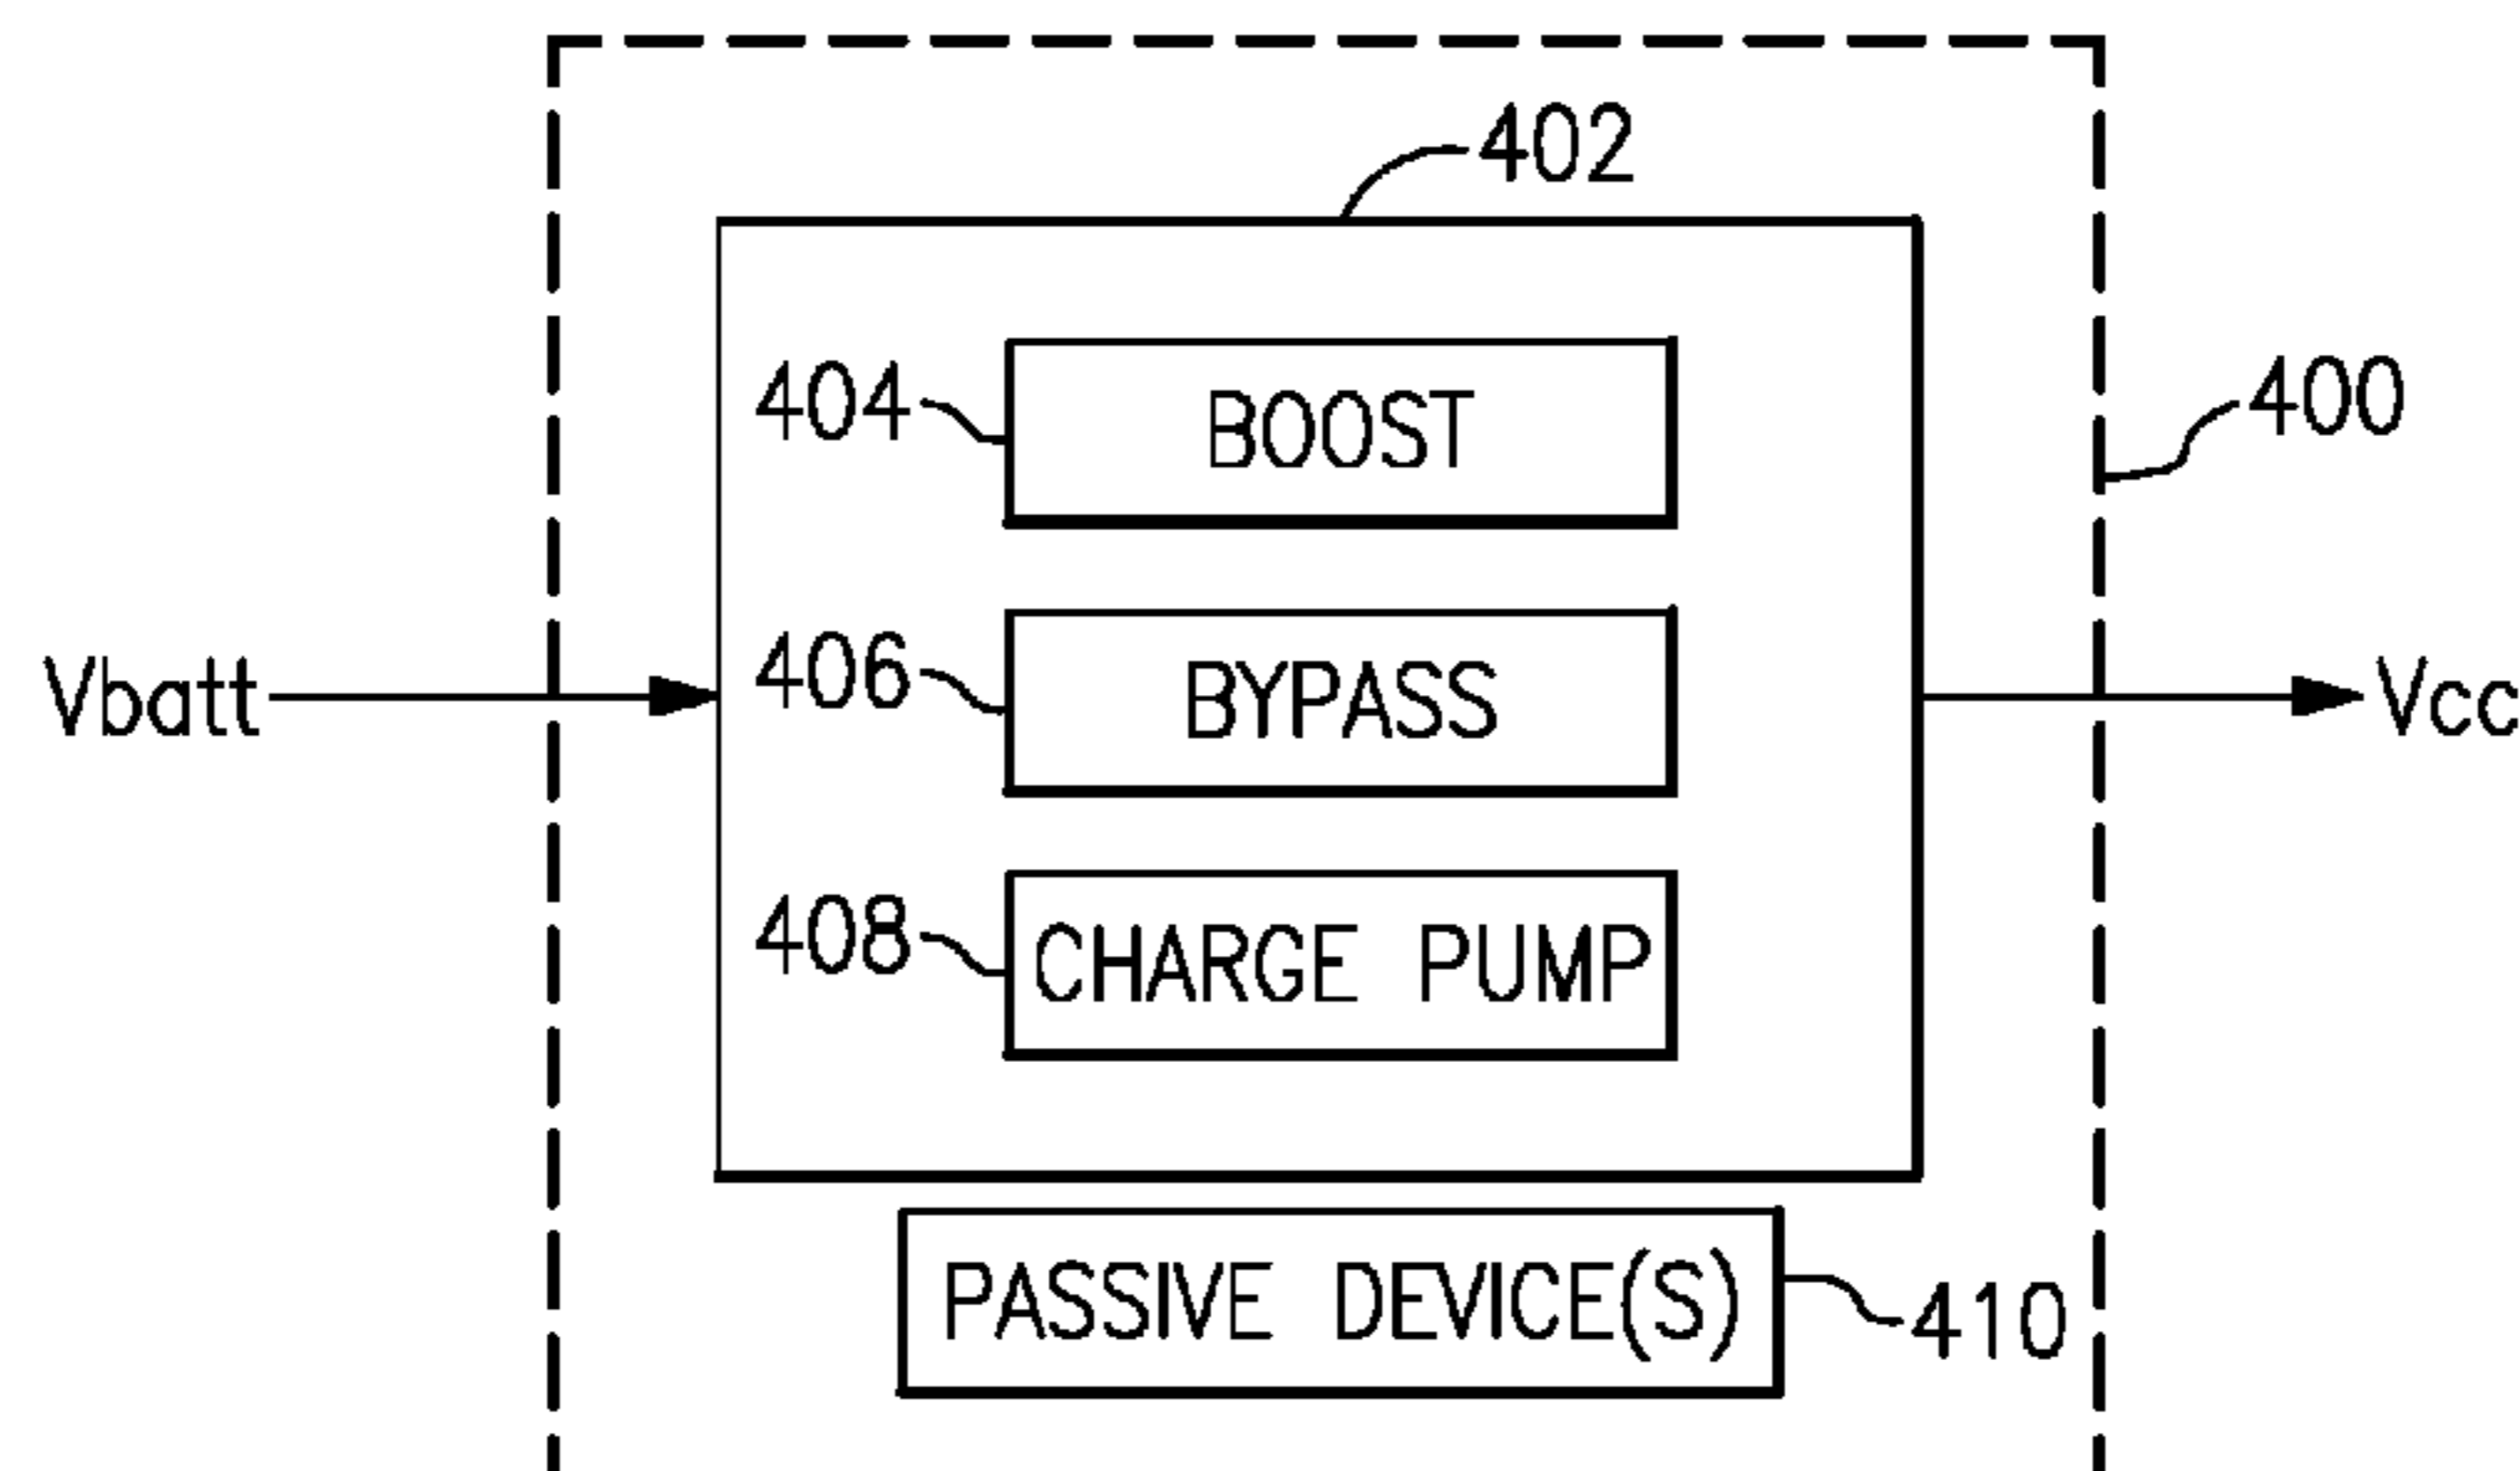 402
404
BOOST
400
Vbatt
406
BYPASS
Vcc
408
CHARGE PUMP
PASSIVE DEVICE(S)
410